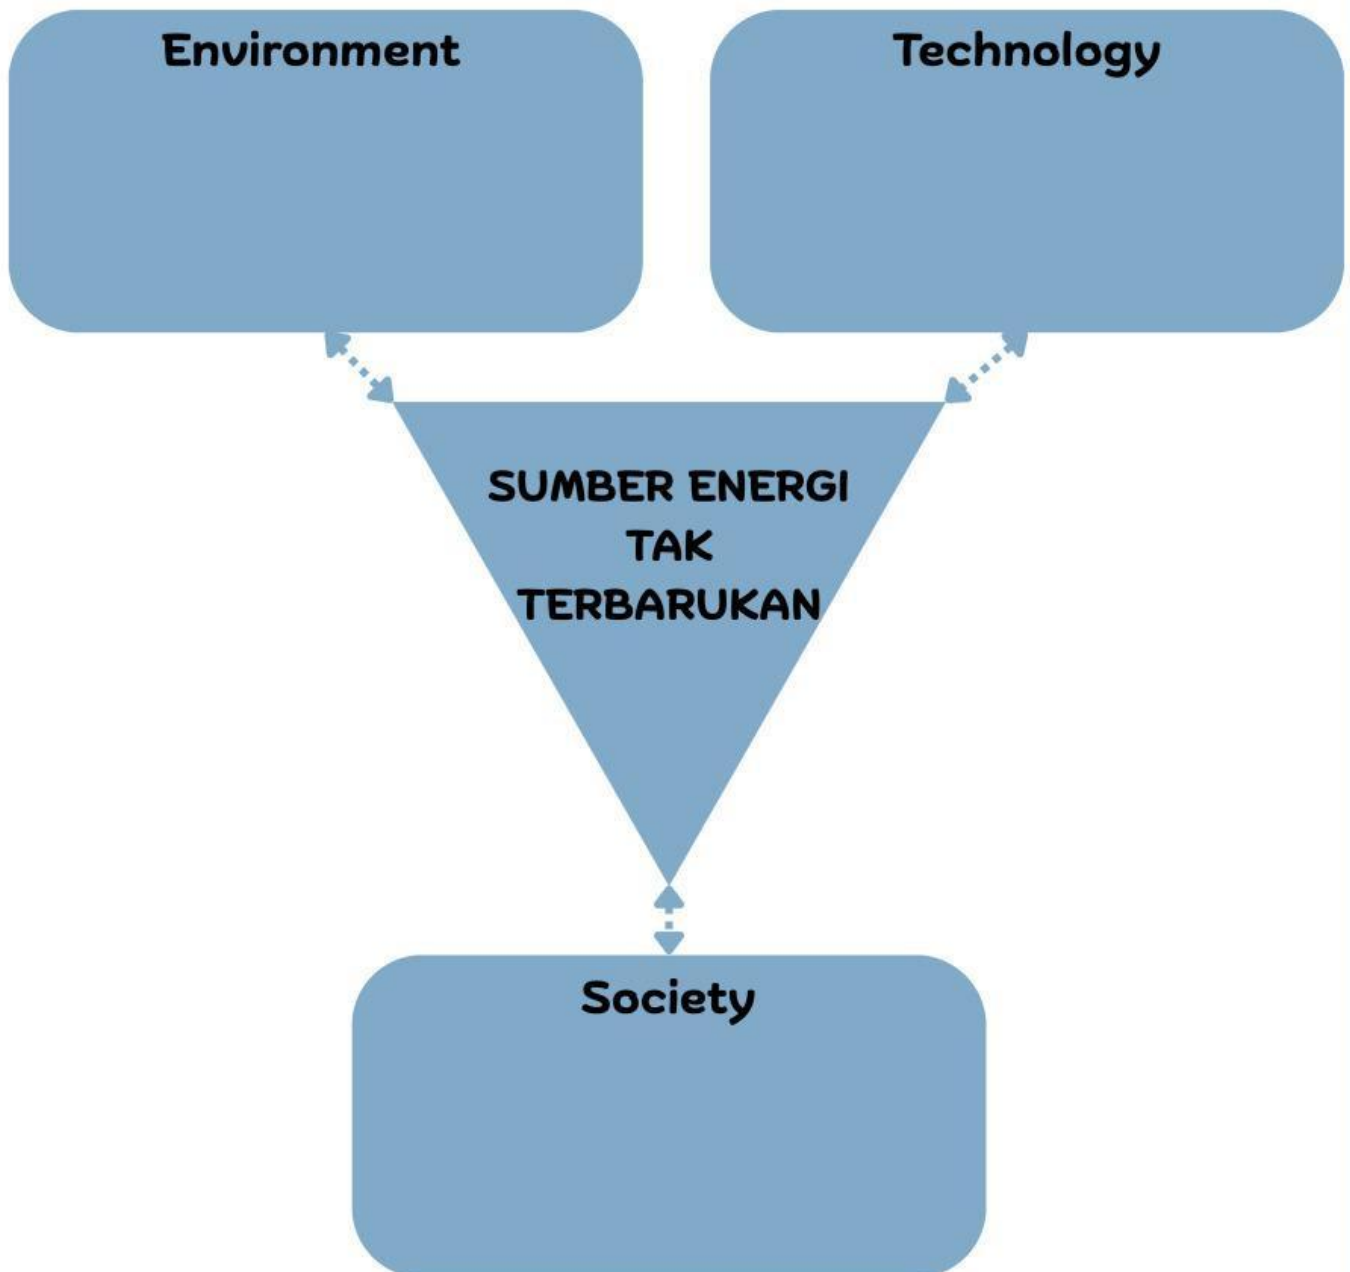 Environment
Technology
SUMBER ENERGI
TAK
TERBARUKAN
Society